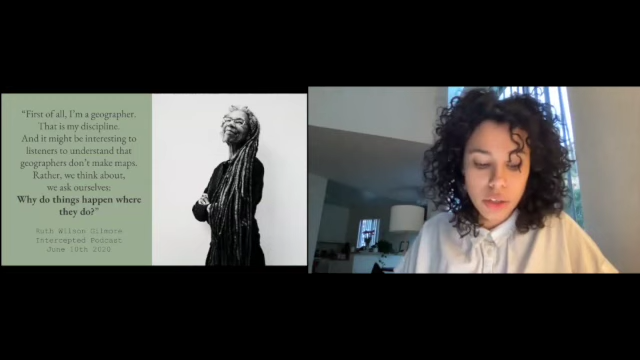 “First of all, I’m a geographer.
That is my discipline.
And it might be interesting to
listeners to understand that
geographers don’t make maps.
Rather, we think about,
we ask ourselves:
Why do things happen where
they do?”
Ruth Wilson Gilmore
Intercepted Podcast
June 10th 2020